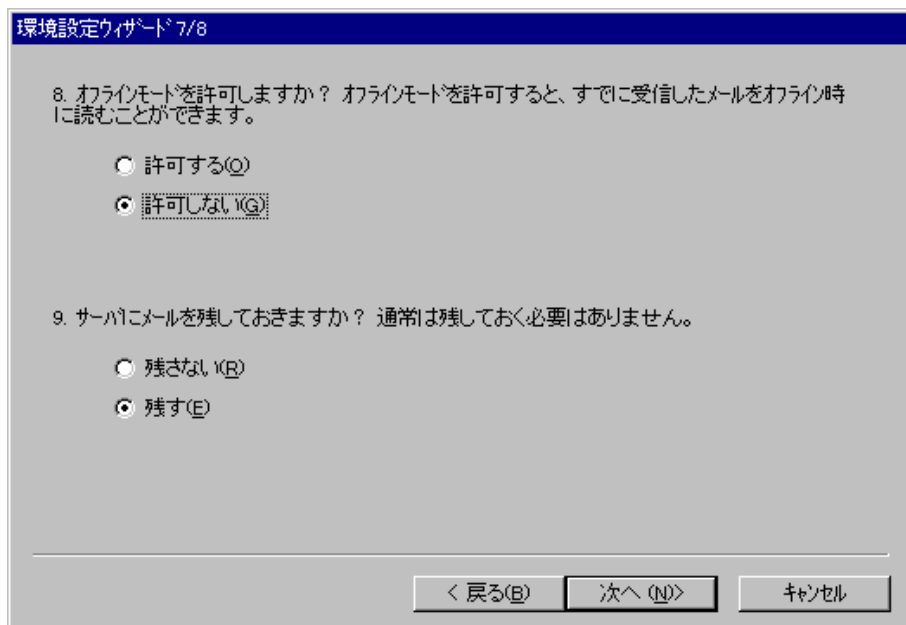 環境設定ウィザード 7/8
8. オフラインモードを許可しますか？ オフラインモードを許可すると、すでに受信したメールをオフライン時
に読むことができます。
許可する(O)
許可しない(G)
9. サーバにメールを残しておきますか？ 通常は残しておく必要はありません。
残さない(R)
残す(E)
< 戻る(B)
次へ (N)>
キャンセル